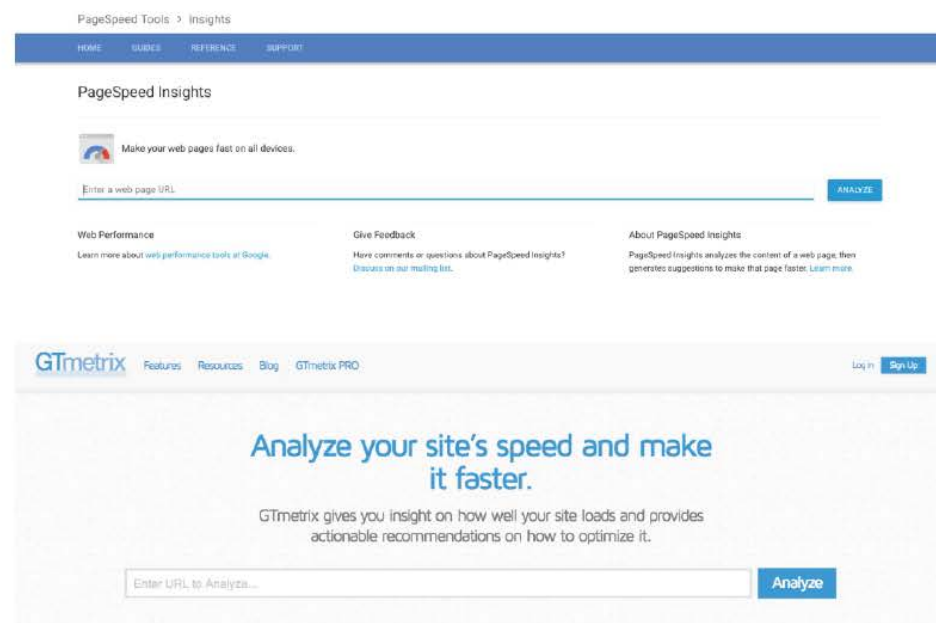 PageSpeed Tools > Insights
HOME GUIDES REFERENCE SUPPORT
PageSpeed Insights
Make your web pages fast on all devices.
Enter a web page URL
ANALYZE
Web Performance
Learn more about web performance tools at Google.
Give Feedback
Have comments or questions about PageSpeed Insights?
Discuss on our mailing list.
About PageSpeed Insights
PageSpeed Insights analyzes the content of a web page, then
generates suggestions to make that page faster. Learn more.
GTmetrix Features Resources Blog GTmetrix PRO Log in Sign Up
Analyze your site's speed and make
it faster.
GTmetrix gives you insight on how well your site loads and provides
actionable recommendations on how to optimize it.
Enter URL to Analyze...
Analyze